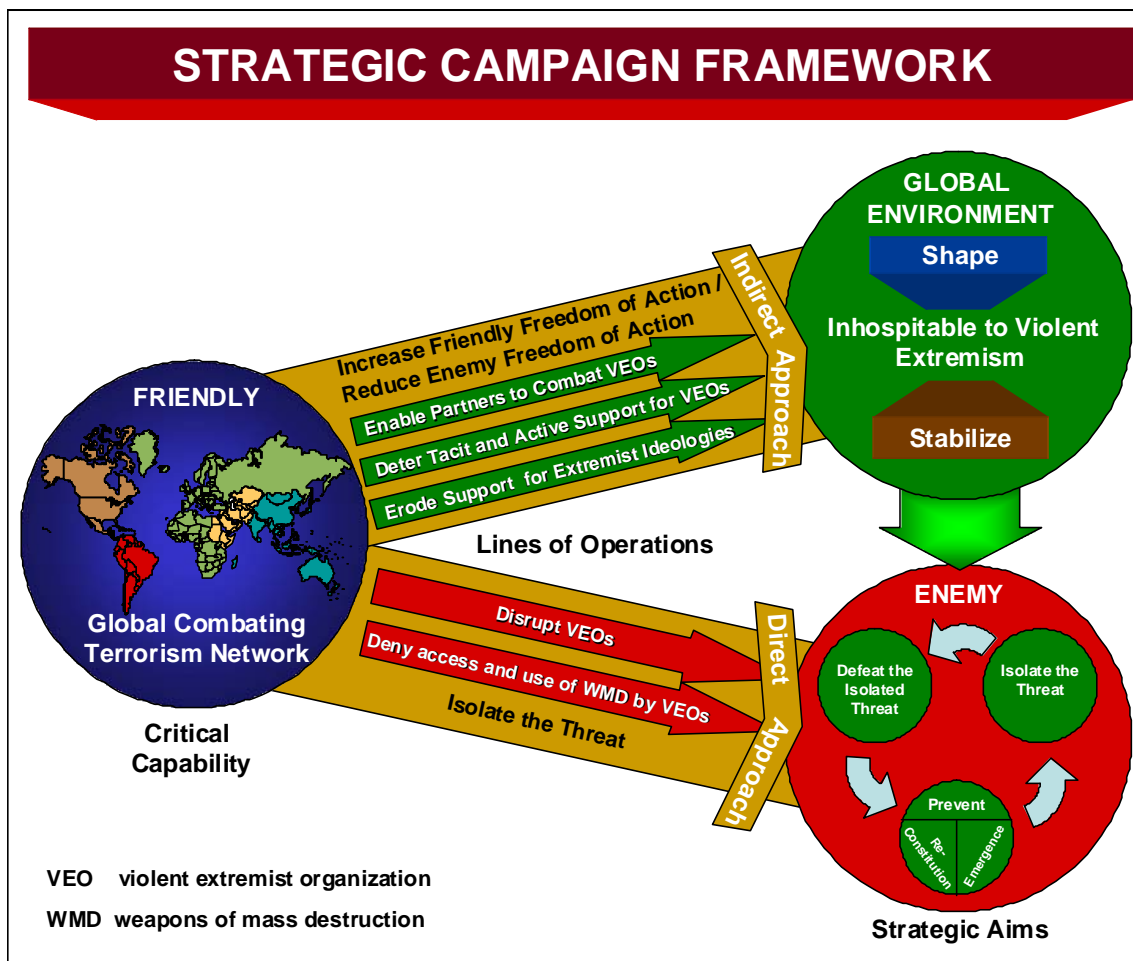 STRATEGIC CAMPAIGN FRAMEWORK
FRIENDLY
Global Combating
Terrorism Network
Critical
Capability
Increase Friendly Freedom of Action /
Reduce Enemy Freedom of Action
Enable Partners to Combat VEOs
Deter Tacit and Active Support for VEOs
Erode Support for Extremist Ideologies
Indirect Approach
Lines of Operations
Disrupt VEOs
Deny access and use of WMD by VEOs
Isolate the Threat
Direct Approach
GLOBAL
ENVIRONMENT
Shape
Inhospitable to Violent
Extremism
Stabilize
ENEMY
Defeat the
Isolated
Threat
Isolate the
Threat
Prevent
Re-
Constitution
Emergence
Strategic Aims
VEO violent extremist organization
WMD weapons of mass destruction